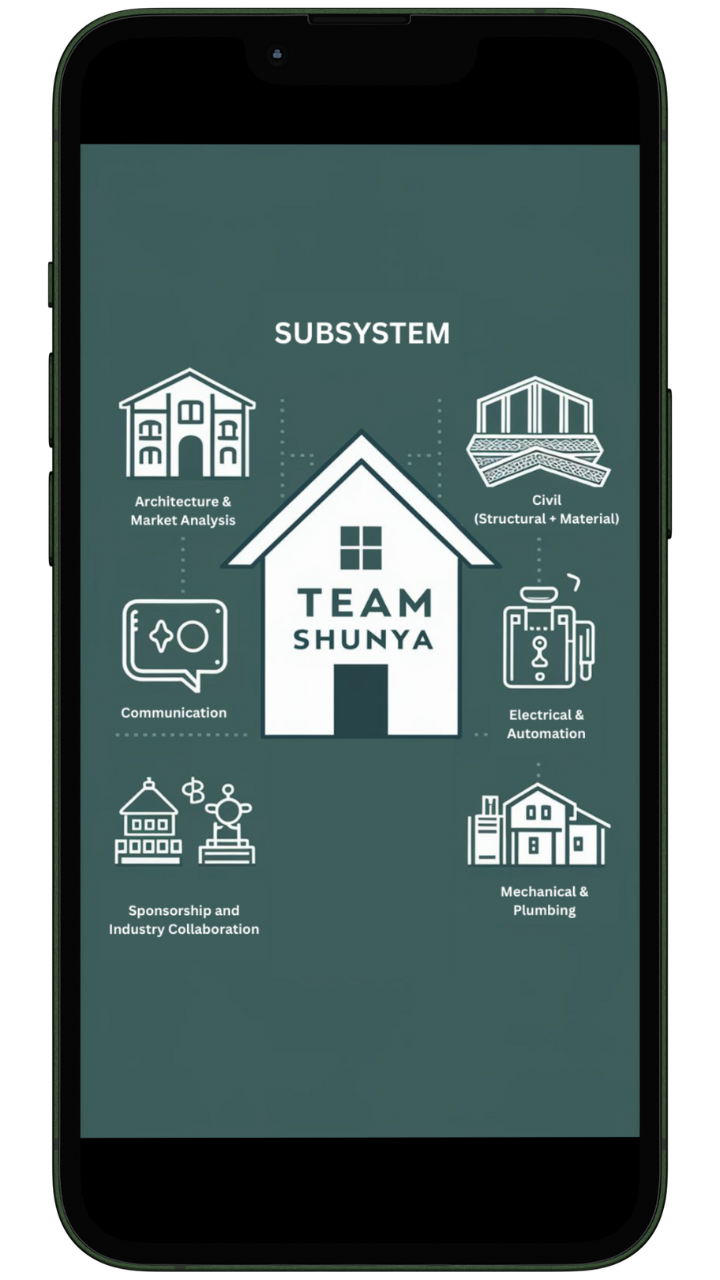 SUBSYSTEM
Architecture &
Market Analysis
Civil
(Structural + Material)
TEAM
SHUNYA
Communication
Electrical &
Automation
Sponsorship and
Industry Collaboration
Mechanical &
Plumbing